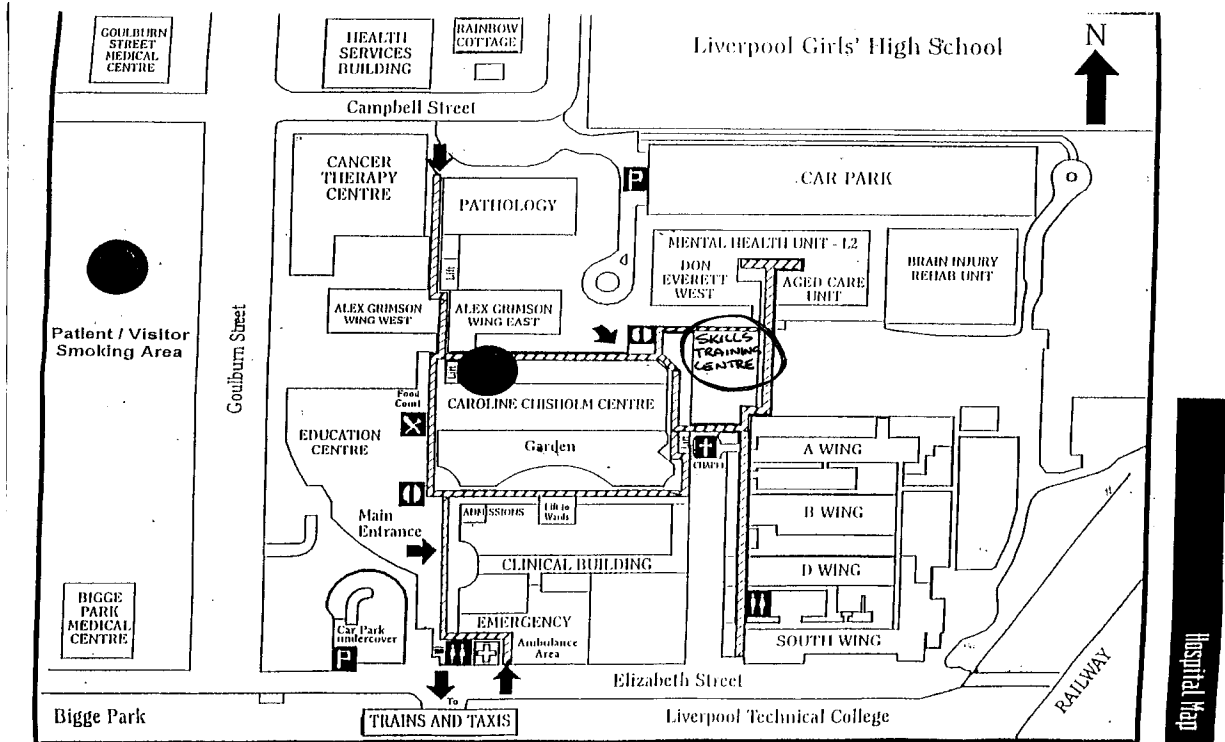 GOULBURN
STREET
MEDICAL
CENTRE
HEALTH
SERVICES
BUILDING
RAINBOW
COTTAGE
Liverpool Girls' High School
N
Campbell Street
CANCER
THERAPY
CENTRE
PATHOLOGY
P
CAR PARK
MENTAL HEALTH UNIT - L2
DON
EVERETT
WEST
AGED CARE
UNIT
BRAIN INJURY
REHAB UNIT
Lift
ALEX GRIMSON
WING WEST
ALEX GRIMSON
WING EAST
Patient / Visitor
Smoking Area
Goulburn Street
SKILLS
TRAINING
CENTRE
Lift
Food
Court
CAROLINE CHISHOLM CENTRE
EDUCATION
CENTRE
Garden
CHAPEL
A WING
Main
Entrance
ADMISSIONS
Lift to
Wards
B WING
CLINICAL BUILDING
D WING
BIGGE
PARK
MEDICAL
CENTRE
Car Park
undercover
P
EMERGENCY
Ambulance
Area
SOUTH WING
Elizabeth Street
RAILWAY
Bigge Park
To
TRAINS AND TAXIS
Liverpool Technical College
Hospital Map